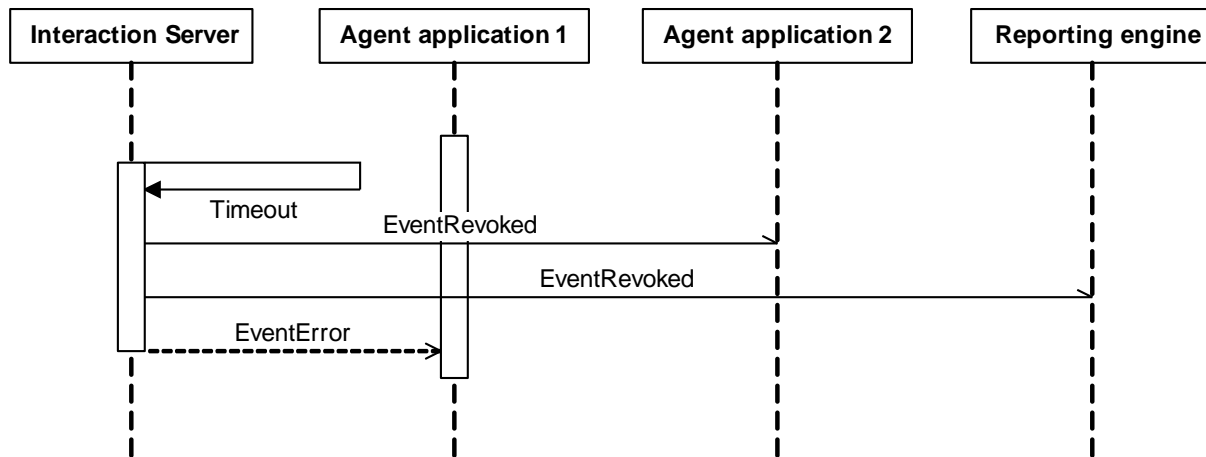 Interaction Server
Agent application 1
Agent application 2
Reporting engine
Timeout
EventRevoked
EventRevoked
EventError